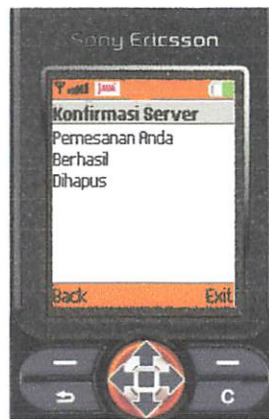 Sony Ericsson
JAVA
Konfirmasi Server
Pemesanan Anda
Berhasil
Dihapus
Back Exit
C